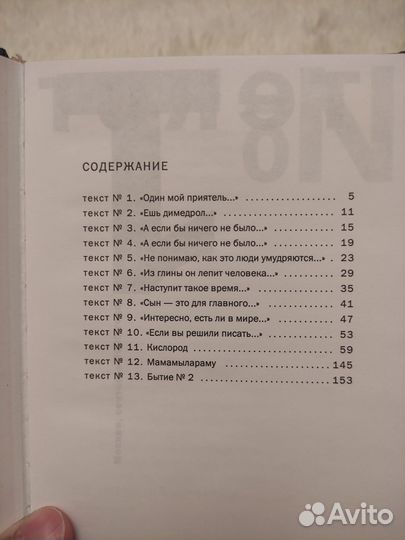 СОДЕРЖАНИЕ
текст № 1. «Один мой приятель...» ................. 5
текст № 2. «Ешь димедрол...» ..................... 11
текст № 3. «А если бы ничего не было...» ......... 15
текст № 4. «А если бы ничего не было...» ......... 19
текст № 5. «Не понимаю, как это люди умудряются...» .. 23
текст № 6. «Из глины он лепит человека...» ....... 29
текст № 7. «Наступит такое время...» ............. 35
текст № 8. «Сын — это для главного...» ........... 41
текст № 9. «Интересно, есть ли в мире...» ........ 47
текст № 10. «Если вы решили писать...» ........... 53
текст № 11. Кислород ............................. 59
текст № 12. Мамамылараму ........................ 145
текст № 13. Бытие № 2 ........................... 153
Avito